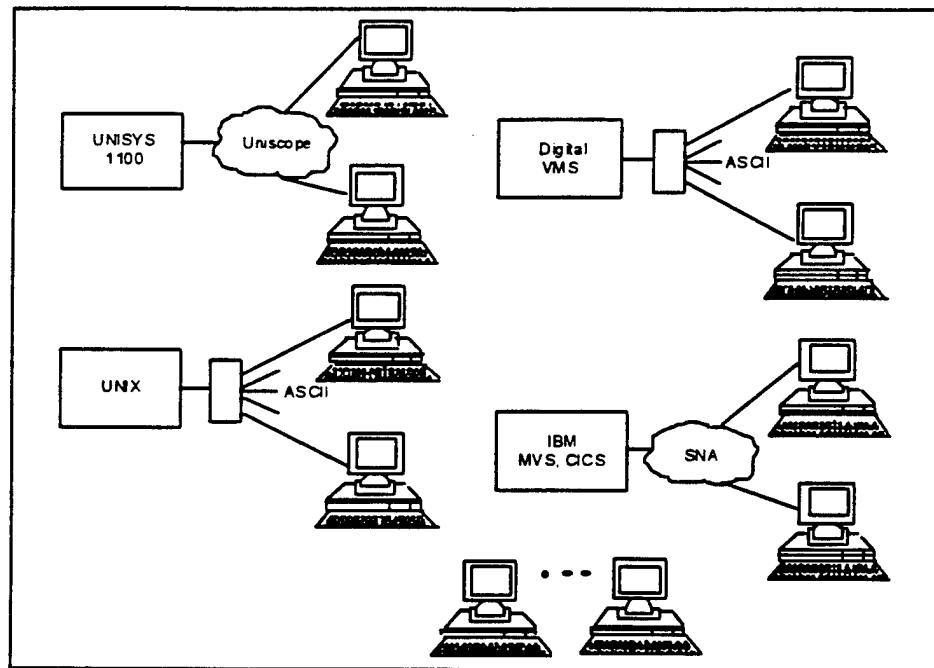 UNISYS
1100
Uniscope
Digital
VMS
ASCII
UNIX
ASCII
IBM
MVS, CICS
SNA